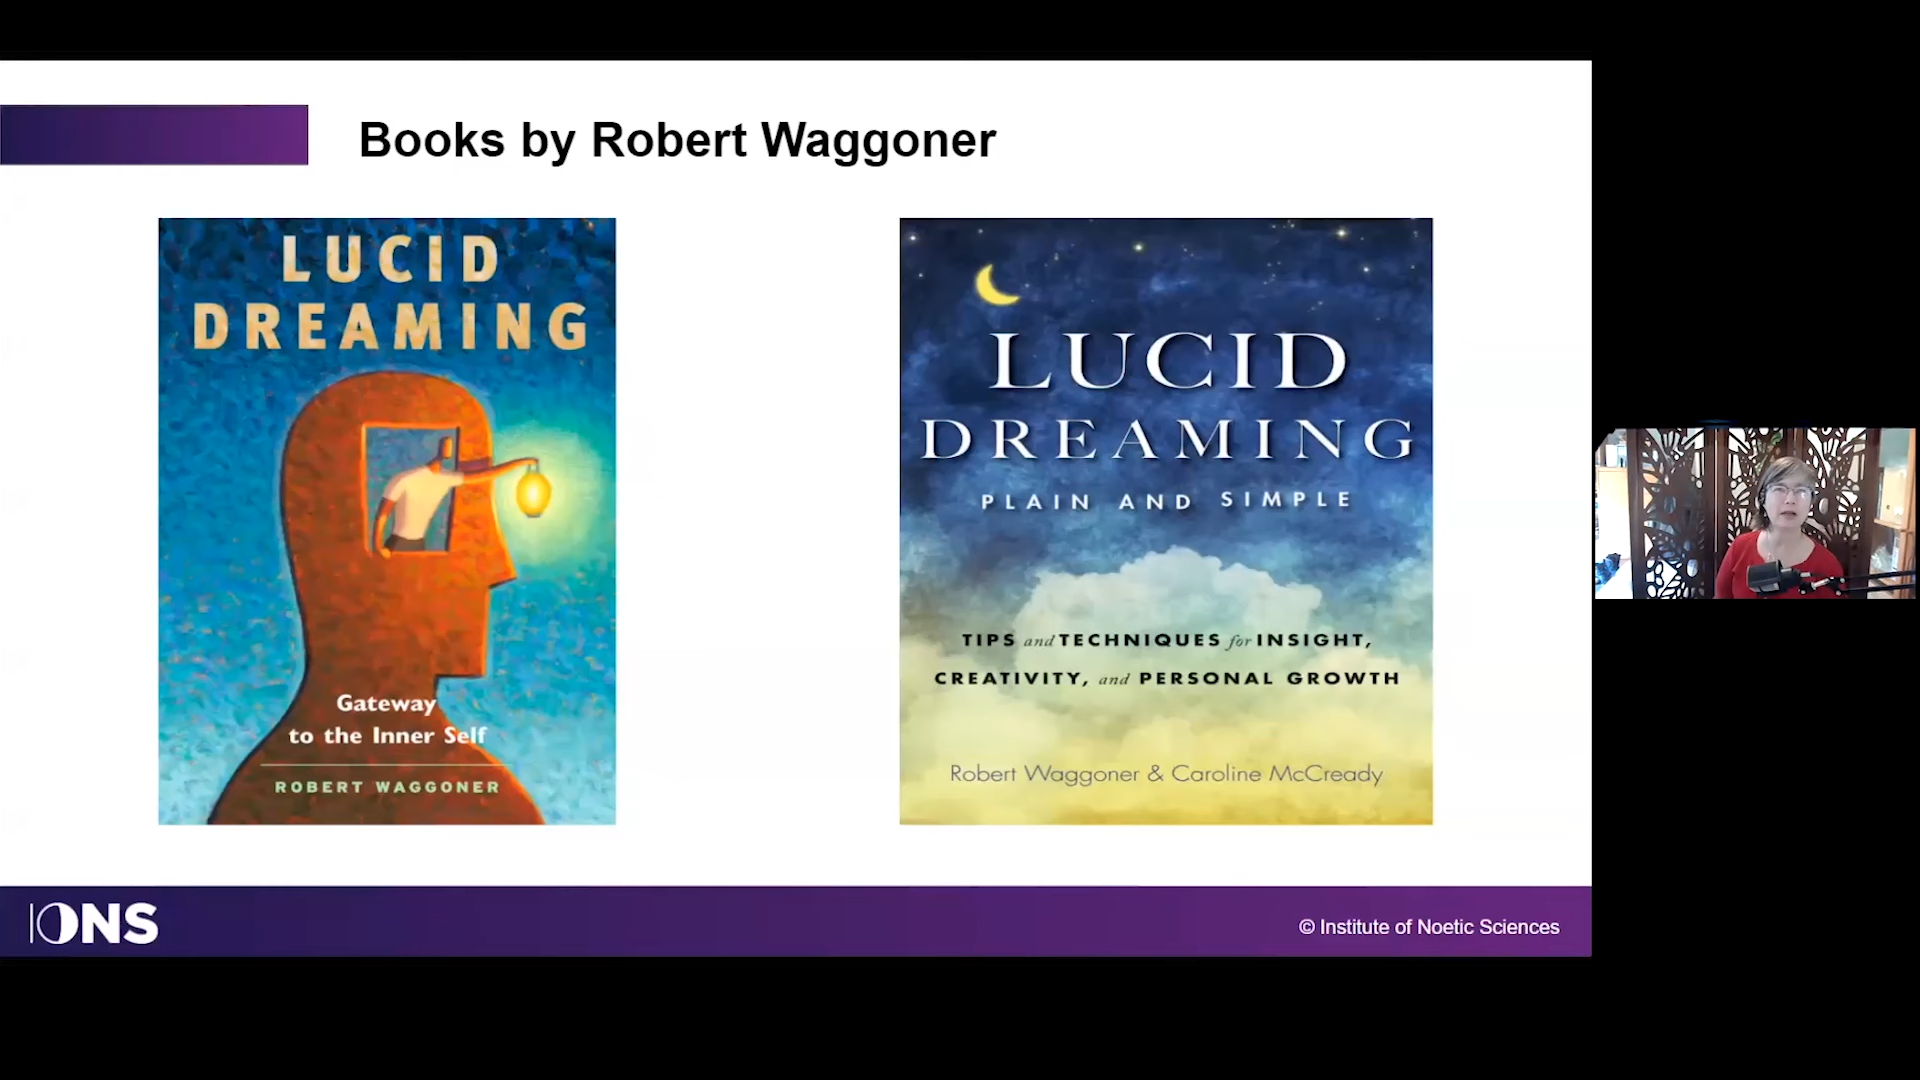 Books by Robert Waggoner
LUCID
DREAMING
Gateway
to the Inner Self
ROBERT WAGGONER
LUCID
DREAMING
PLAIN AND SIMPLE
TIPS and TECHNIQUES for INSIGHT,
CREATIVITY, and PERSONAL GROWTH
Robert Waggoner & Caroline McCready
IONS
© Institute of Noetic Sciences